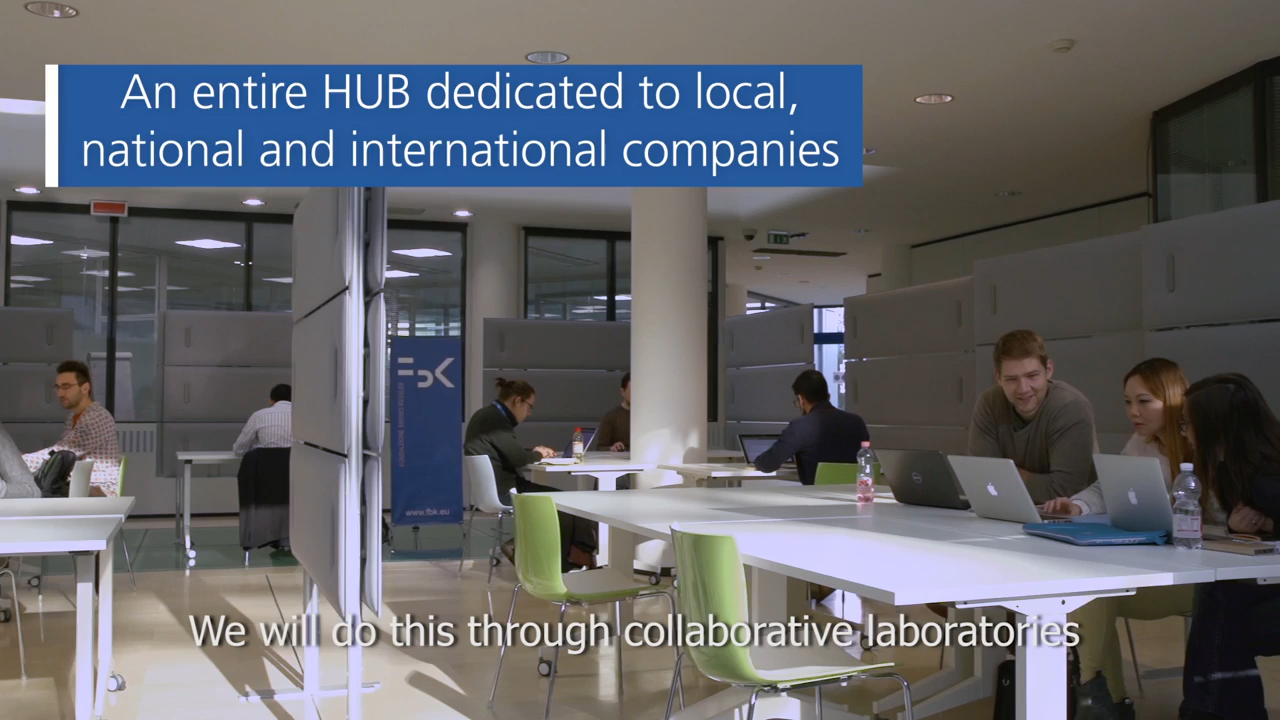 An entire HUB dedicated to local,
national and international companies
FbK
www.fbk.eu
We will do this through collaborative laboratories